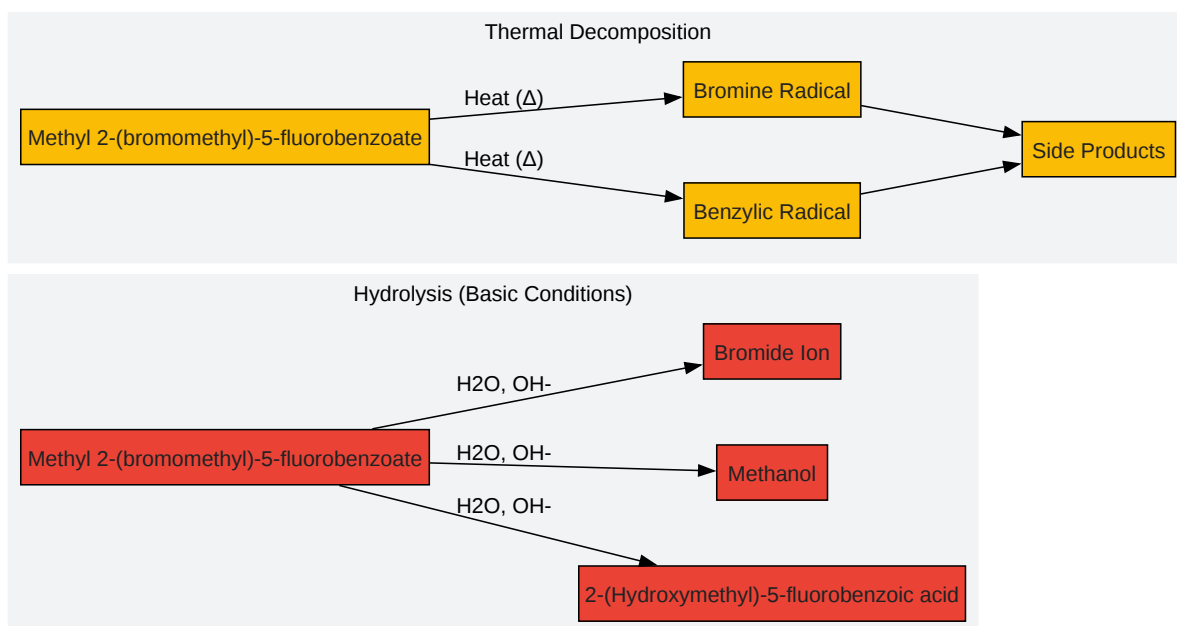 Thermal Decomposition
Methyl 2-(bromomethyl)-5-fluorobenzoate
Heat (Δ)
Heat (Δ)
Bromine Radical
Benzylic Radical
Side Products
Hydrolysis (Basic Conditions)
Methyl 2-(bromomethyl)-5-fluorobenzoate
H2O, OH-
H2O, OH-
H2O, OH-
Bromide Ion
Methanol
2-(Hydroxymethyl)-5-fluorobenzoic acid